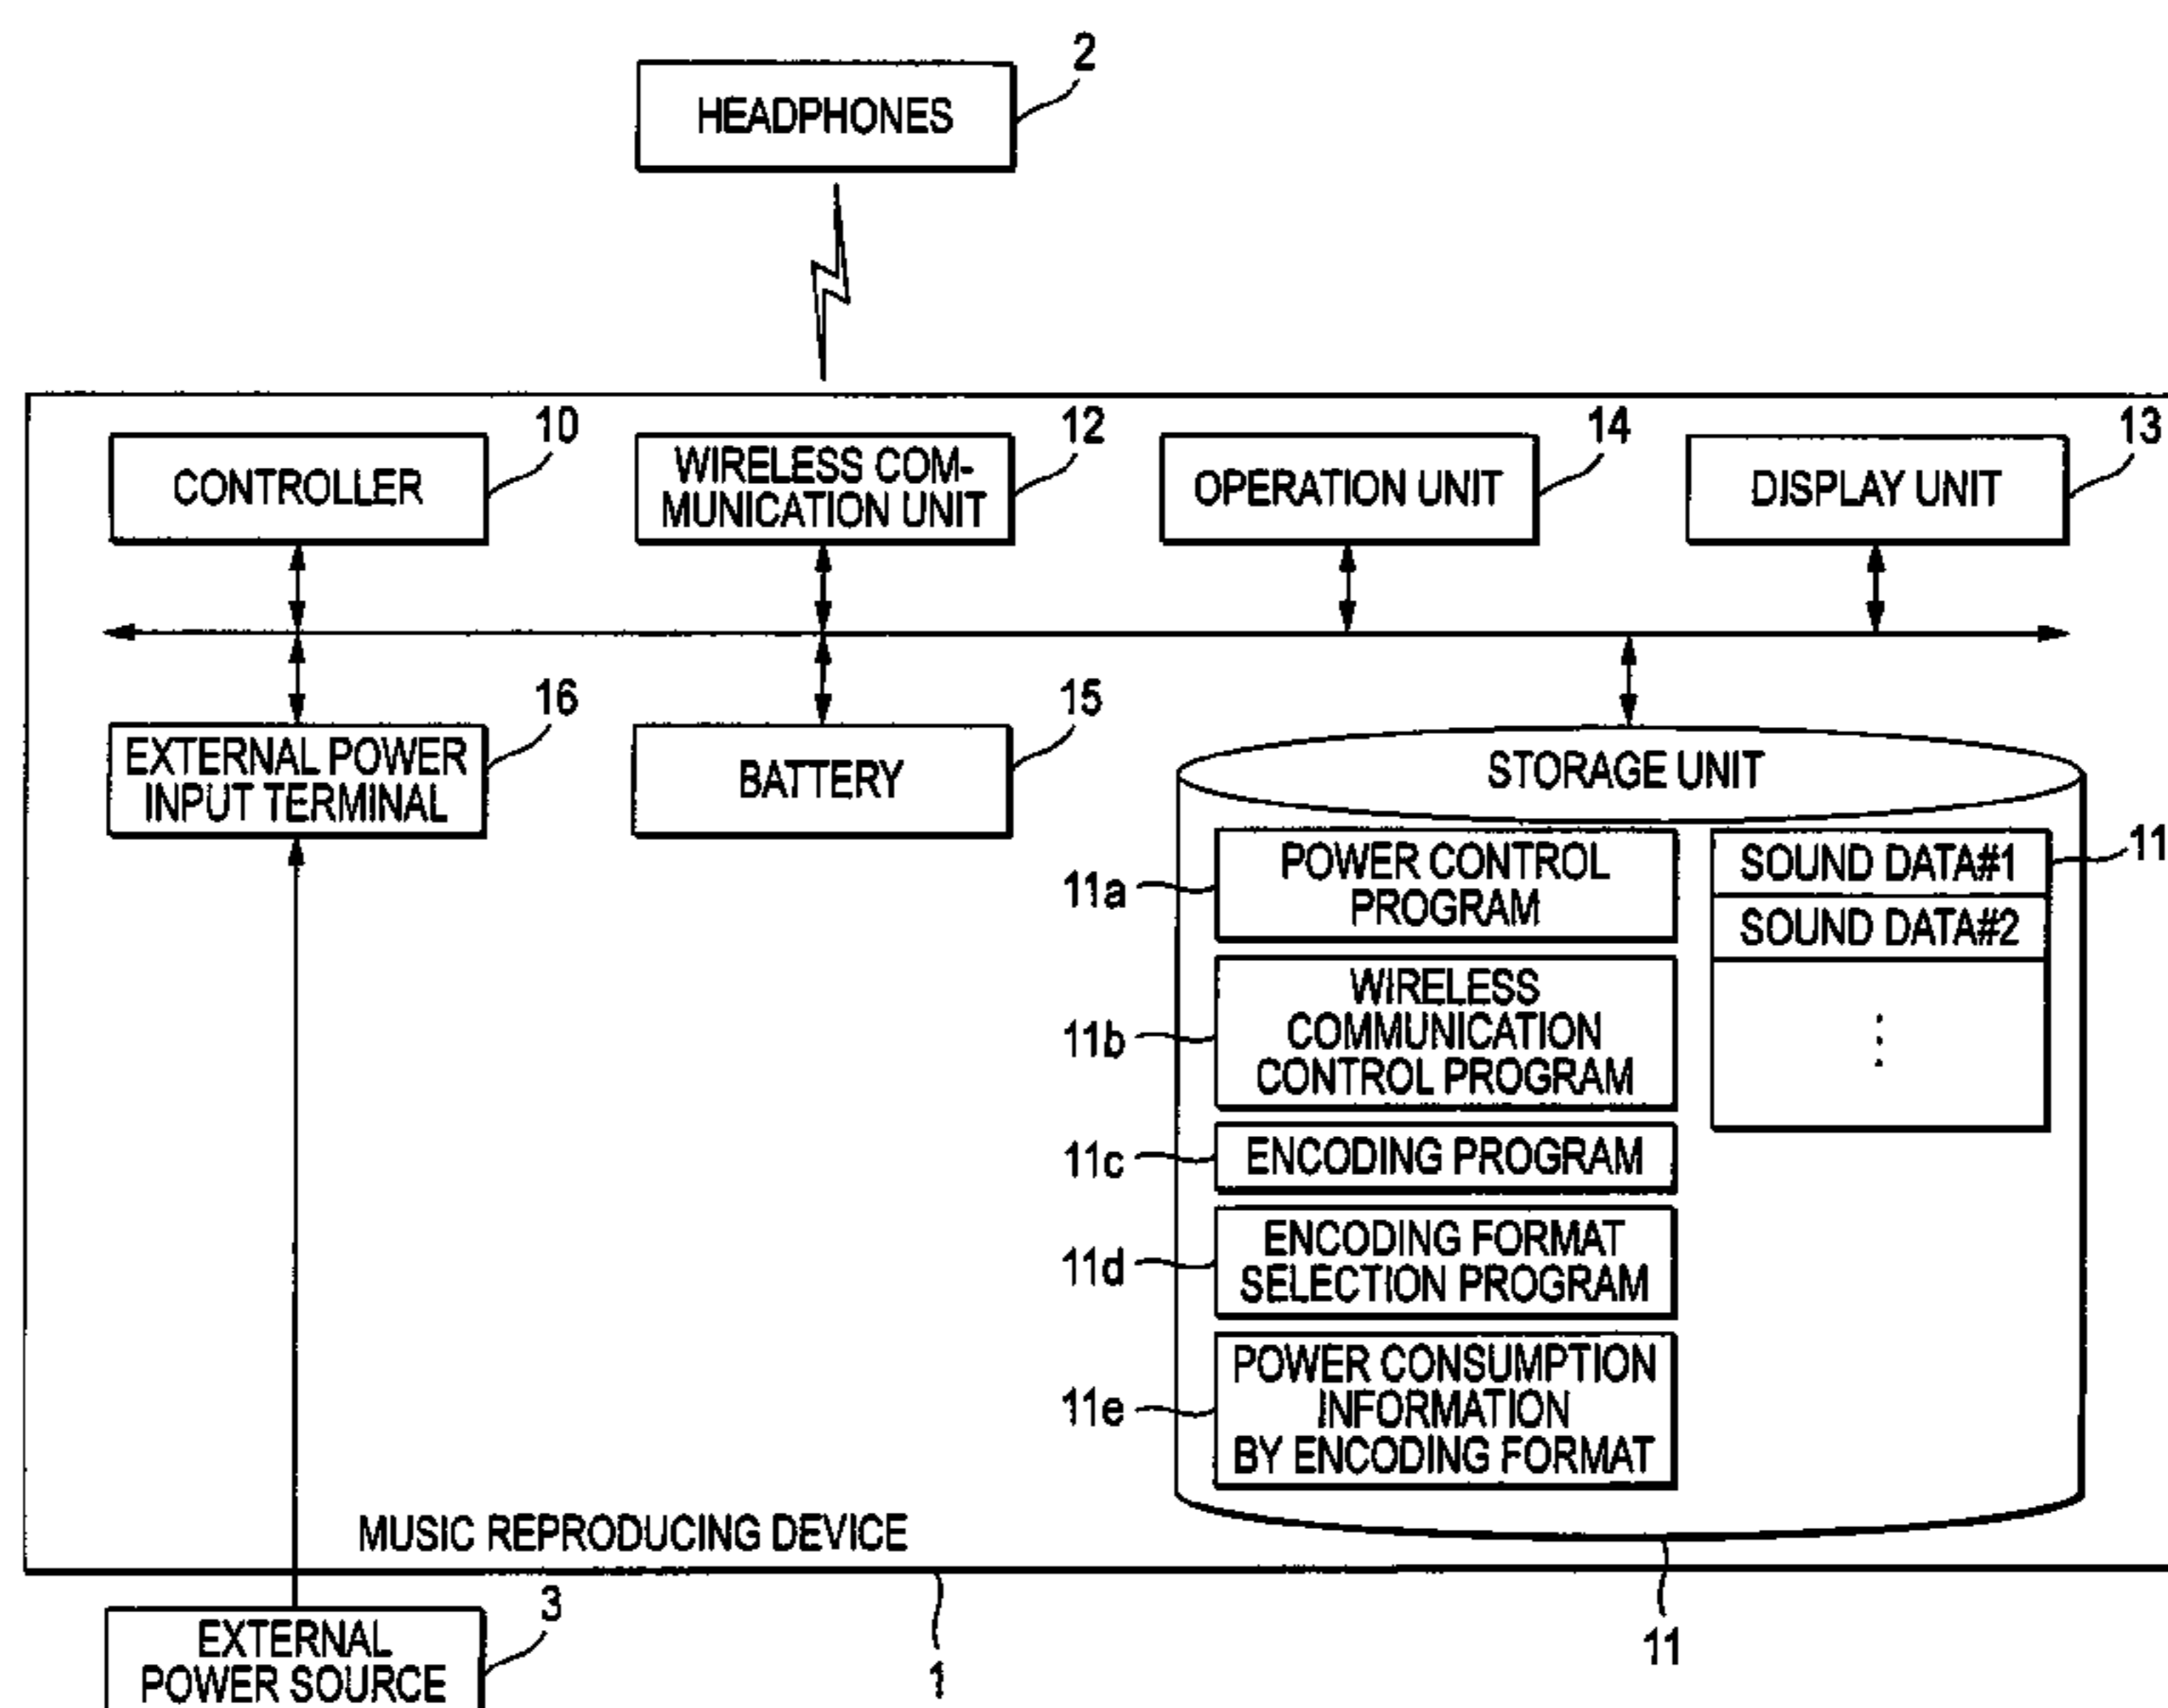 2
HEADPHONES
10
12
14
13
CONTROLLER
WIRELESS COM-
MUNICATION UNIT
OPERATION UNIT
DISPLAY UNIT
16
15
EXTERNAL POWER
INPUT TERMINAL
BATTERY
STORAGE UNIT
11a
POWER CONTROL
PROGRAM
SOUND DATA#1
11
SOUND DATA#2
11b
WIRELESS
COMMUNICATION
CONTROL PROGRAM
11c
ENCODING PROGRAM
11d
ENCODING FORMAT
SELECTION PROGRAM
11e
POWER CONSUMPTION
INFORMATION
BY ENCODING FORMAT
MUSIC REPRODUCING DEVICE
3
EXTERNAL
POWER SOURCE
1
11